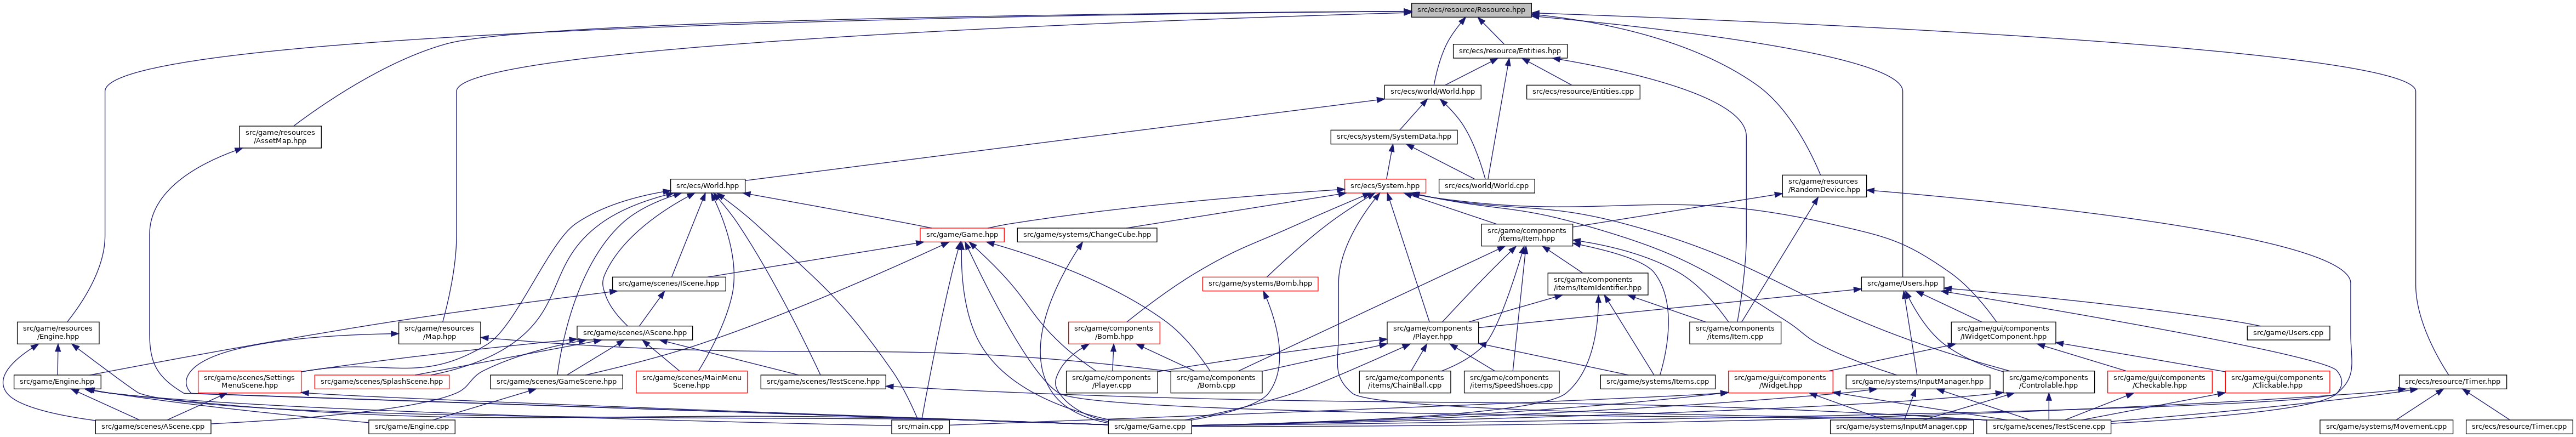 src/ecs/resource/Resource.hpp
src/ecs/resource/Entities.hpp
src/ecs/world/World.hpp
src/ecs/resource/Entities.cpp
src/game/resources
/AssetMap.hpp
src/ecs/system/SystemData.hpp
src/ecs/World.hpp
src/ecs/System.hpp
src/ecs/world/World.cpp
src/game/resources
/RandomDevice.hpp
src/game/Game.hpp
src/game/systems/ChangeCube.hpp
src/game/components
/items/Item.hpp
src/game/scenes/IScene.hpp
src/game/systems/Bomb.hpp
src/game/components
/items/ItemIdentifier.hpp
src/game/Users.hpp
src/game/resources
/Engine.hpp
src/game/resources
/Map.hpp
src/game/scenes/AScene.hpp
src/game/components
/Bomb.hpp
src/game/components
/Player.hpp
src/game/components
/items/Item.cpp
src/game/gui/components
/IWidgetComponent.hpp
src/game/Users.cpp
src/game/Engine.hpp
src/game/scenes/Settings
MenuScene.hpp
src/game/scenes/SplashScene.hpp
src/game/scenes/GameScene.hpp
src/game/scenes/MainMenu
Scene.hpp
src/game/scenes/TestScene.hpp
src/game/components
/Player.cpp
src/game/components
/Bomb.cpp
src/game/components
/items/ChainBall.cpp
src/game/components
/items/SpeedShoes.cpp
src/game/systems/Items.cpp
src/game/gui/components
/Widget.hpp
src/game/systems/InputManager.hpp
src/game/components
/Controlable.hpp
src/game/gui/components
/Checkable.hpp
src/game/gui/components
/Clickable.hpp
src/ecs/resource/Timer.hpp
src/game/scenes/AScene.cpp
src/game/Engine.cpp
src/main.cpp
src/game/Game.cpp
src/game/systems/InputManager.cpp
src/game/scenes/TestScene.cpp
src/game/systems/Movement.cpp
src/ecs/resource/Timer.cpp